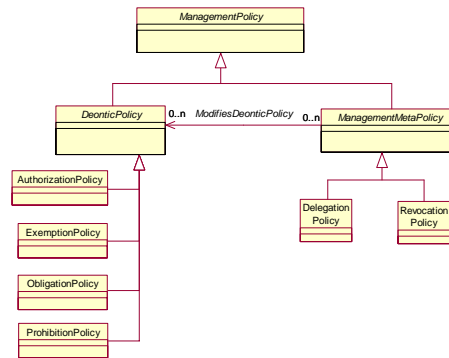 ManagementPolicy
DeonticPolicy
0..n
ModifiesDeonticPolicy
0..n
ManagementMetaPolicy
AuthorizationPolicy
ExemptionPolicy
ObligationPolicy
ProhibitionPolicy
Delegation
Policy
Revocation
Policy